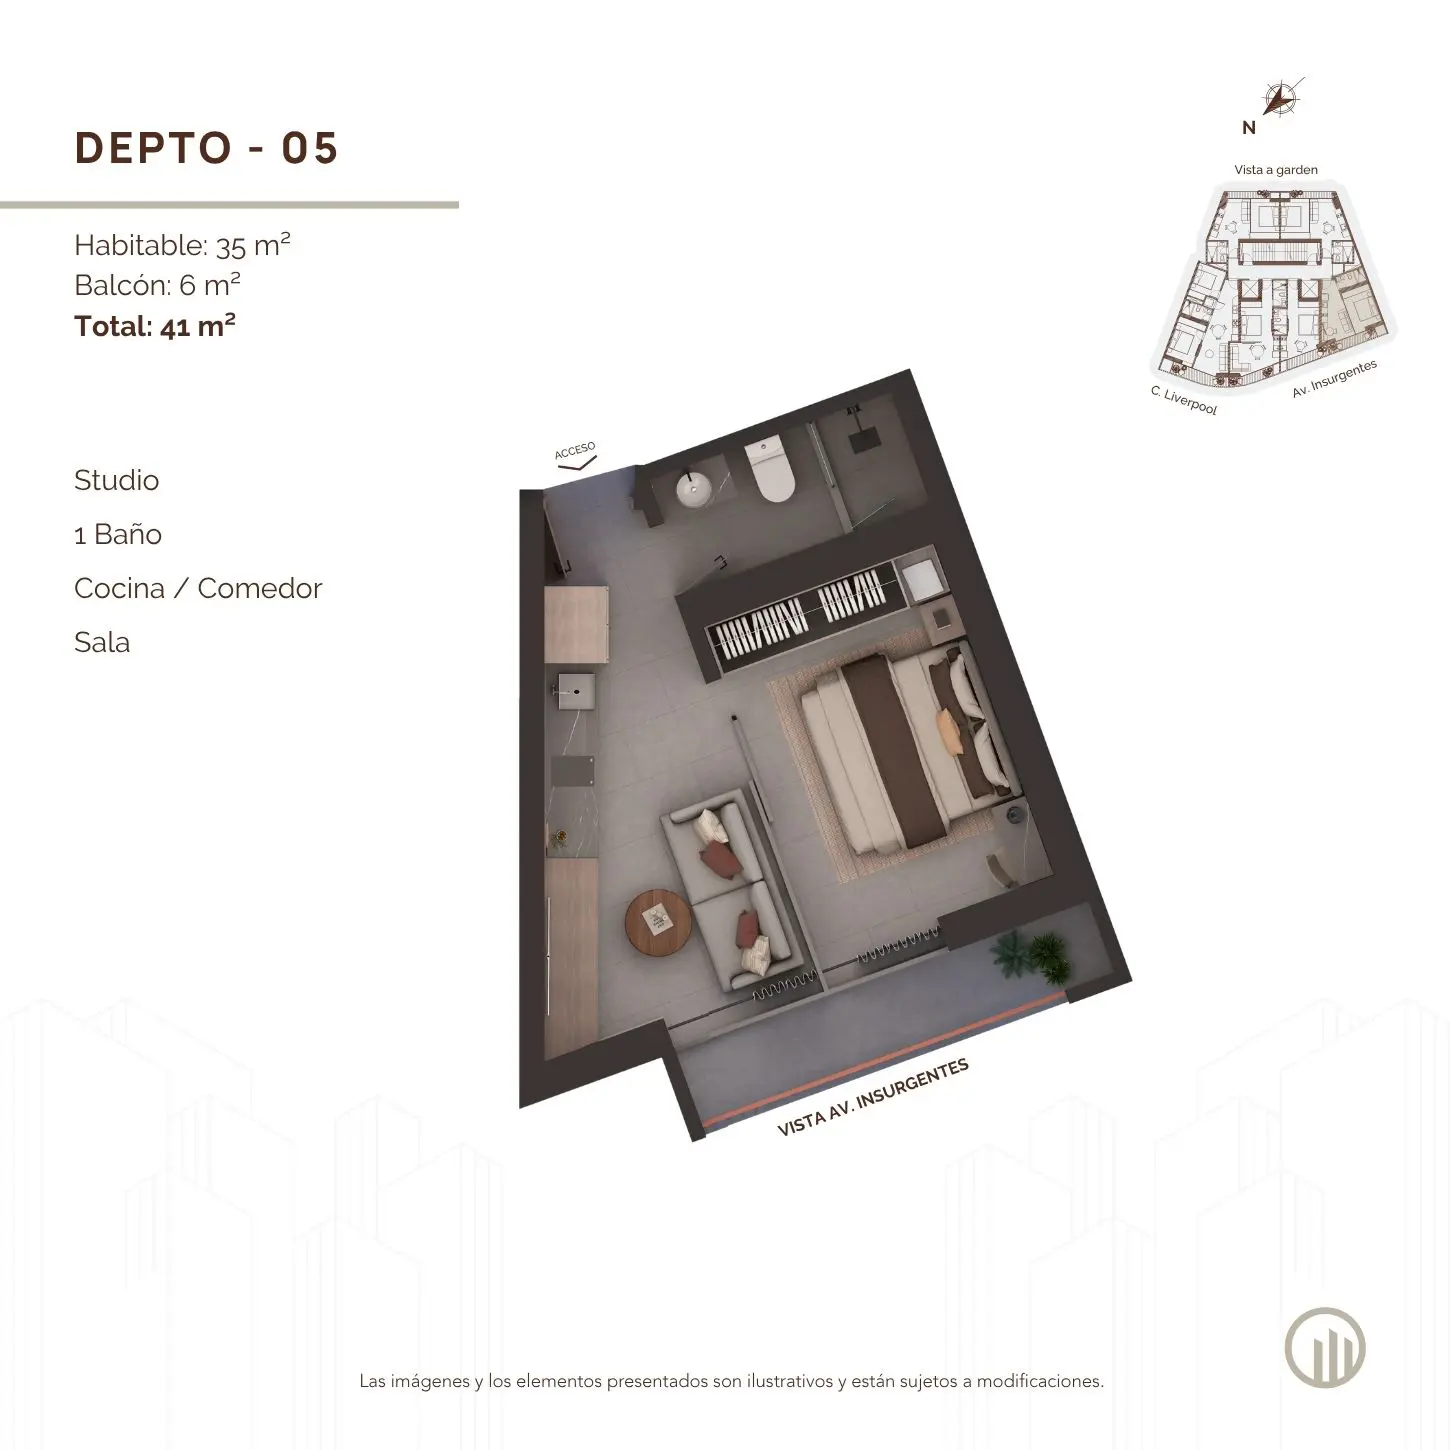 DEPTO - 05
Habitable: 35 m²
Balcón: 6 m²
Total: 41 m²
Studio
1 Baño
Cocina / Comedor
Sala
N
Vista a garden
C. Liverpool
Av. Insurgentes
ACCESO
VISTA AV. INSURGENTES
Las imágenes y los elementos presentados son ilustrativos y están sujetos a modificaciones.